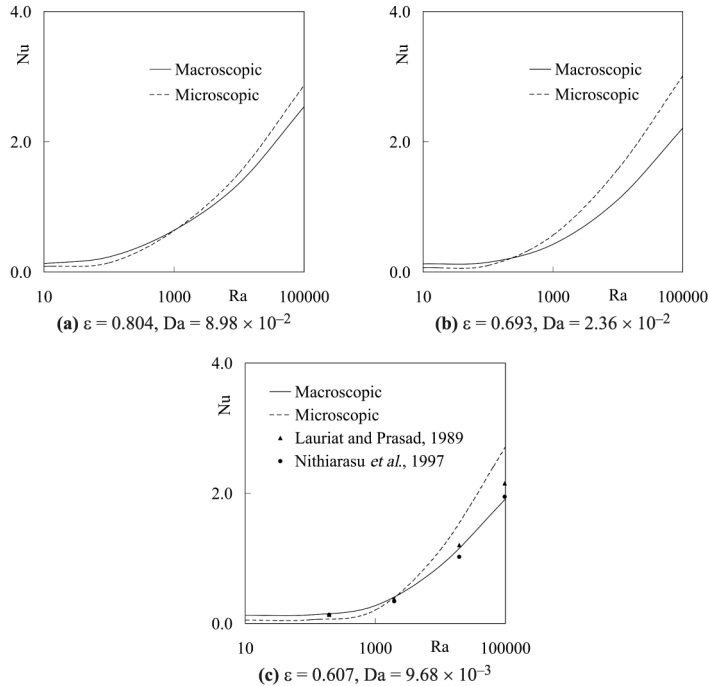 4.0
Nu
Macroscopic
Microscopic
2.0
0.0
10 1000 Ra 100000
(a) ε = 0.804, Da = 8.98 × 10–2
4.0
Nu
Macroscopic
Microscopic
2.0
0.0
10 1000 Ra 100000
(b) ε = 0.693, Da = 2.36 × 10–2
4.0
Nu
Macroscopic
Microscopic
Lauriat and Prasad, 1989
Nithiarasu et al., 1997
2.0
0.0
10 1000 Ra 100000
(c) ε = 0.607, Da = 9.68 × 10–3